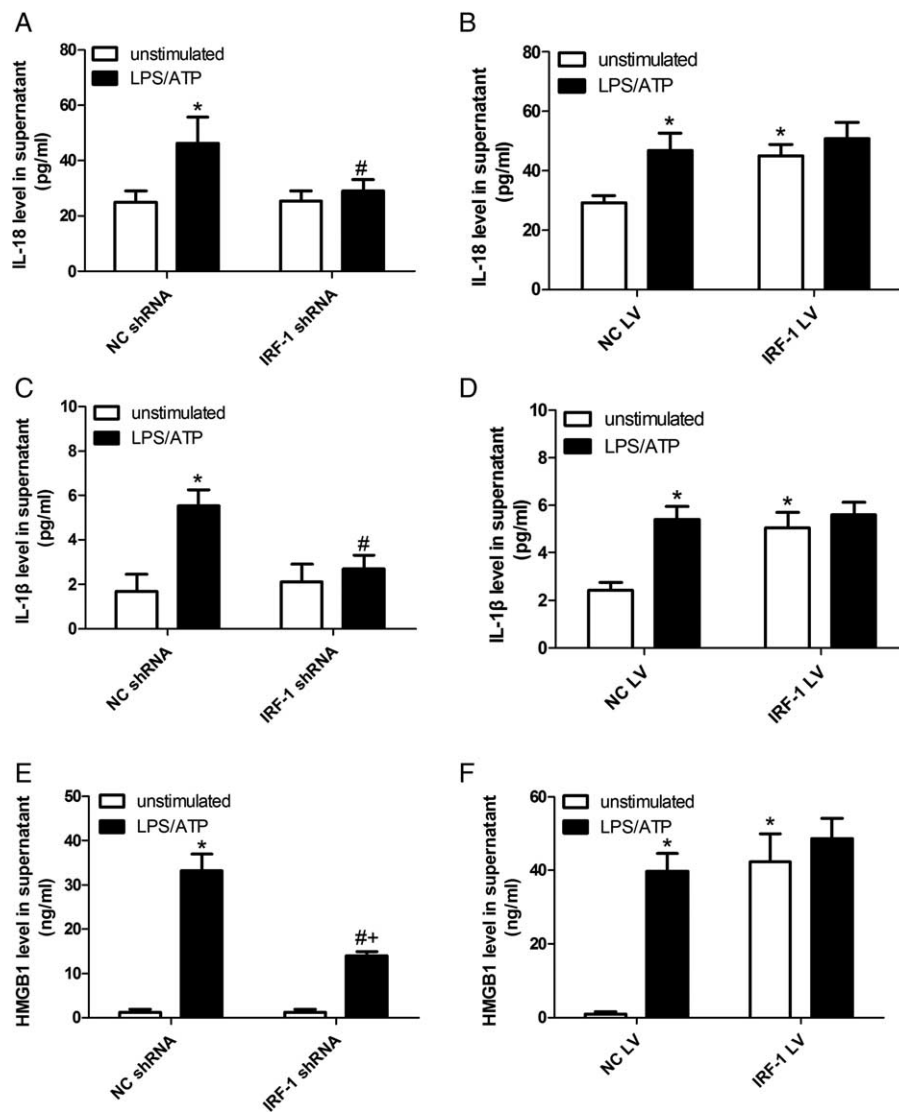 A
unstimulated
LPS/ATP
IL-18 level in supernatant
(pg/ml)
80
60
40
20
0
*
#
NC shRNA
IRF-1 shRNA
B
unstimulated
LPS/ATP
IL-18 level in supernatant
(pg/ml)
80
60
40
20
0
*
*
NC LV
IRF-1 LV
C
unstimulated
LPS/ATP
IL-1β level in supernatant
(pg/ml)
10
8
6
4
2
0
*
#
NC shRNA
IRF-1 shRNA
D
unstimulated
LPS/ATP
IL-1β level in supernatant
(pg/ml)
10
8
6
4
2
0
*
*
NC LV
IRF-1 LV
E
unstimulated
LPS/ATP
HMGB1 level in supernatant
(ng/ml)
50
40
30
20
10
0
*
#+
NC shRNA
IRF-1 shRNA
F
unstimulated
LPS/ATP
HMGB1 level in supernatant
(ng/ml)
60
40
20
0
*
*
NC LV
IRF-1 LV